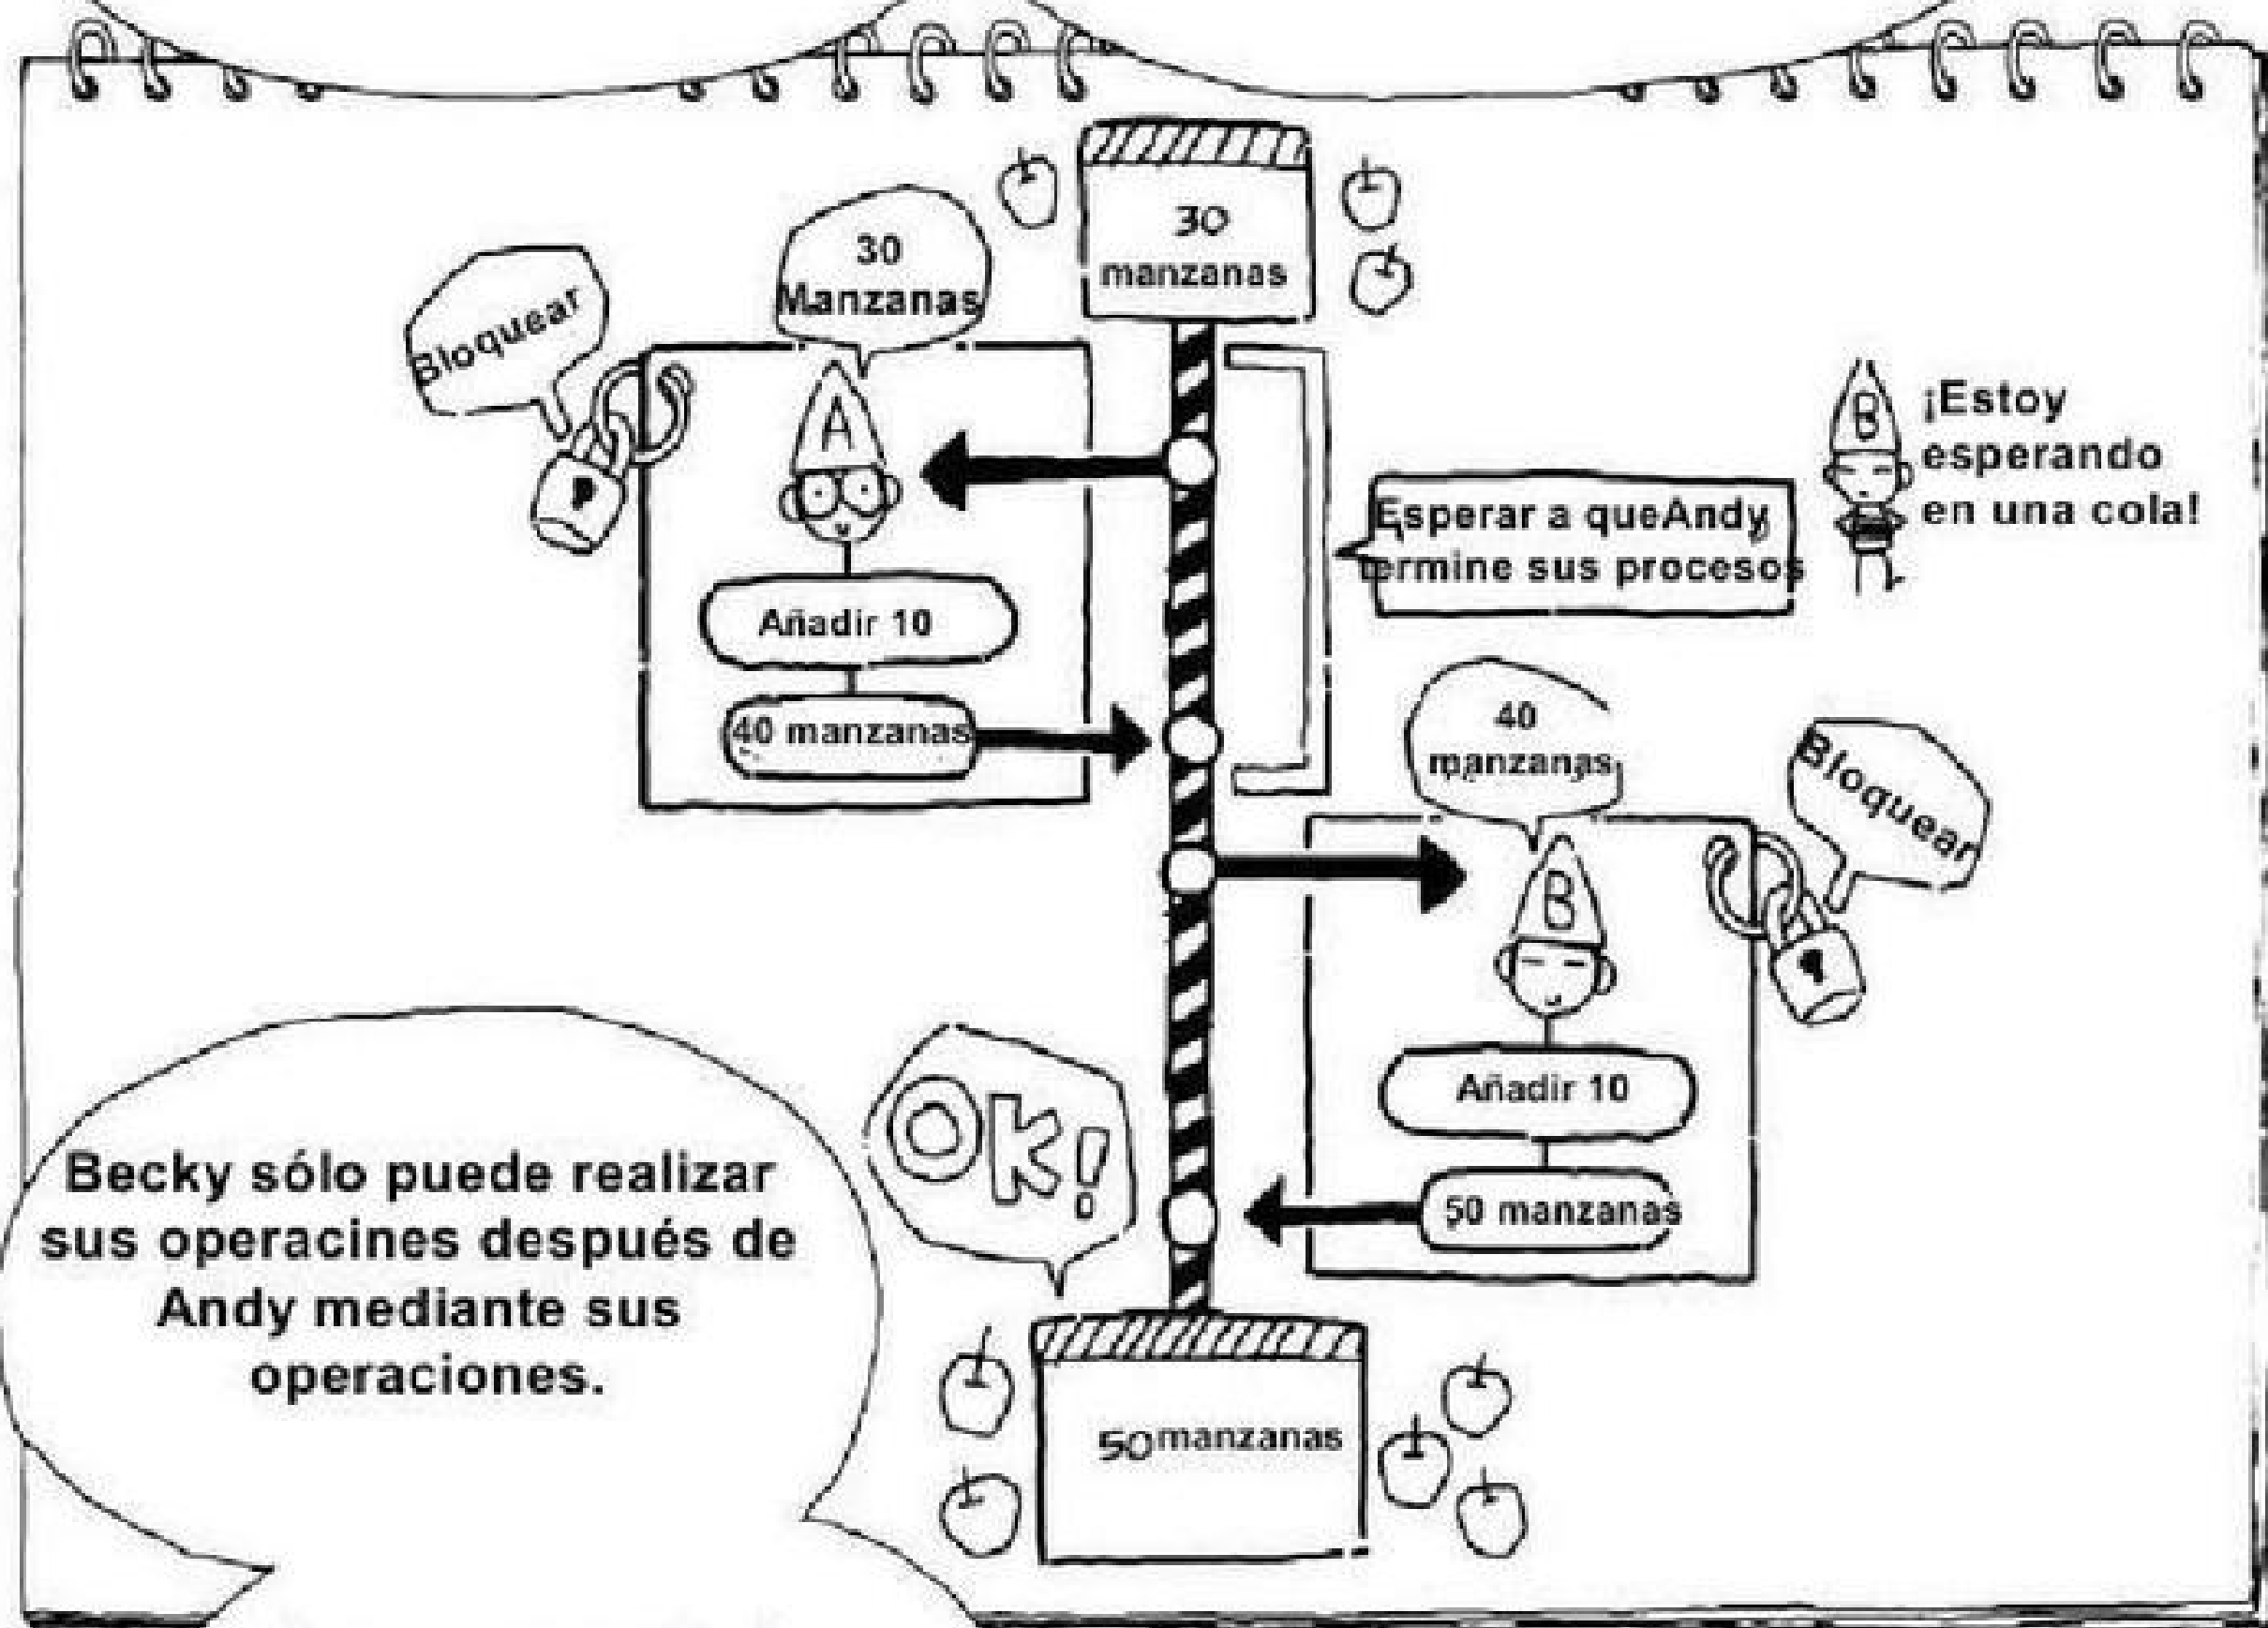 30
manzanas
30
Manzanas
Bloquear
A
B
¡Estoy
esperando
en una cola!
Esperar a queAndy
termine sus procesos
Añadir 10
40 manzanas
40
manzanas
Bloquear
B
Añadir 10
50 manzanas
OK!
Becky sólo puede realizar
sus operacines después de
Andy mediante sus
operaciones.
50 manzanas